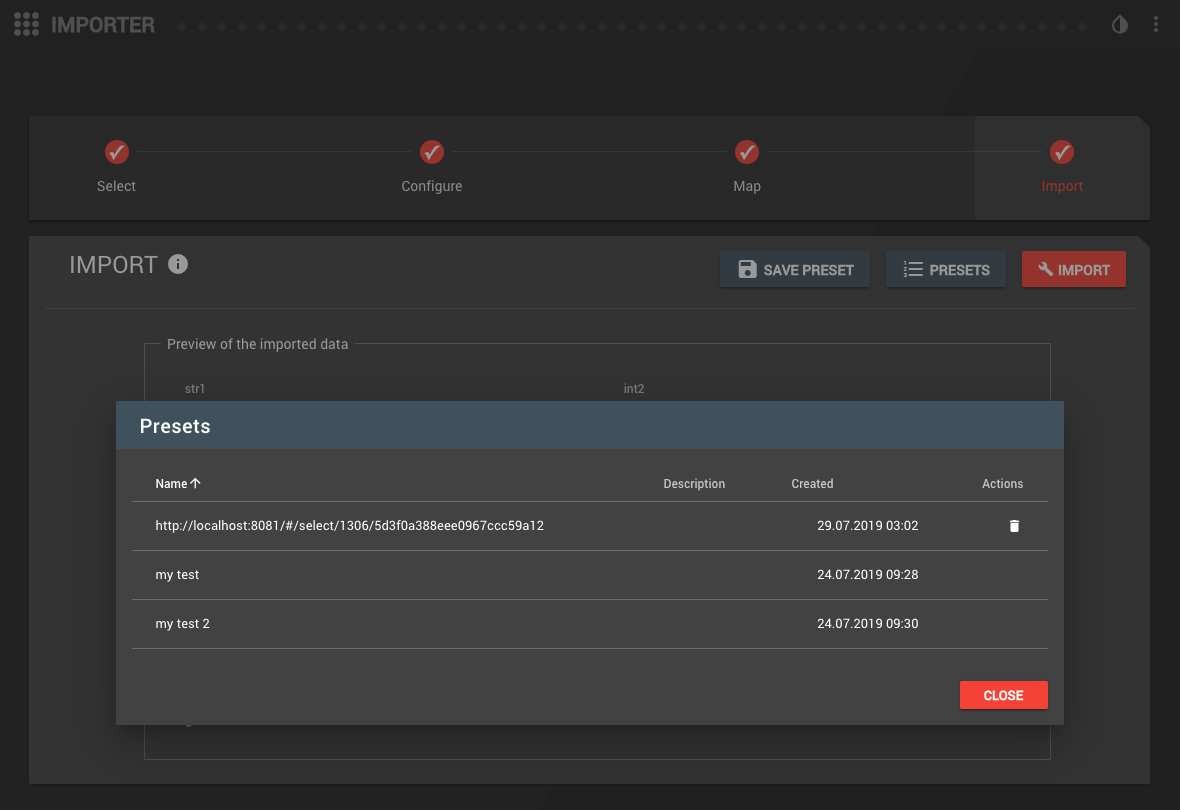 IMPORTER
Select Configure Map Import
IMPORT SAVE PRESET PRESETS IMPORT
Preview of the imported data
str1 int2
Presets
Name Description Created Actions
http://localhost:8081/#/select/1306/5d3f0a388eee0967ccc59a12 29.07.2019 03:02
my test 24.07.2019 09:28
my test 2 24.07.2019 09:30
CLOSE